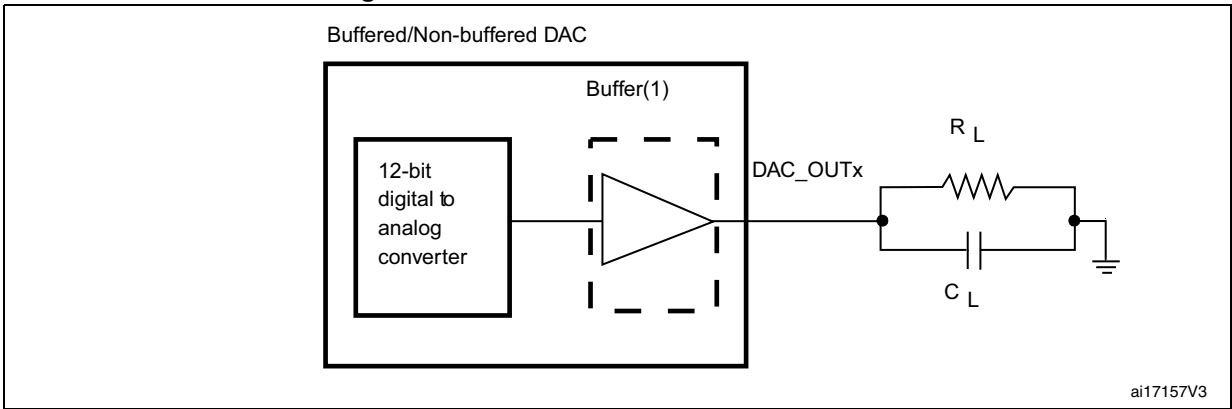 Buffered/Non-buffered DAC
Buffer(1)
12-bit
digital to
analog
converter
DAC_OUTx
R L
C L
ai17157V3